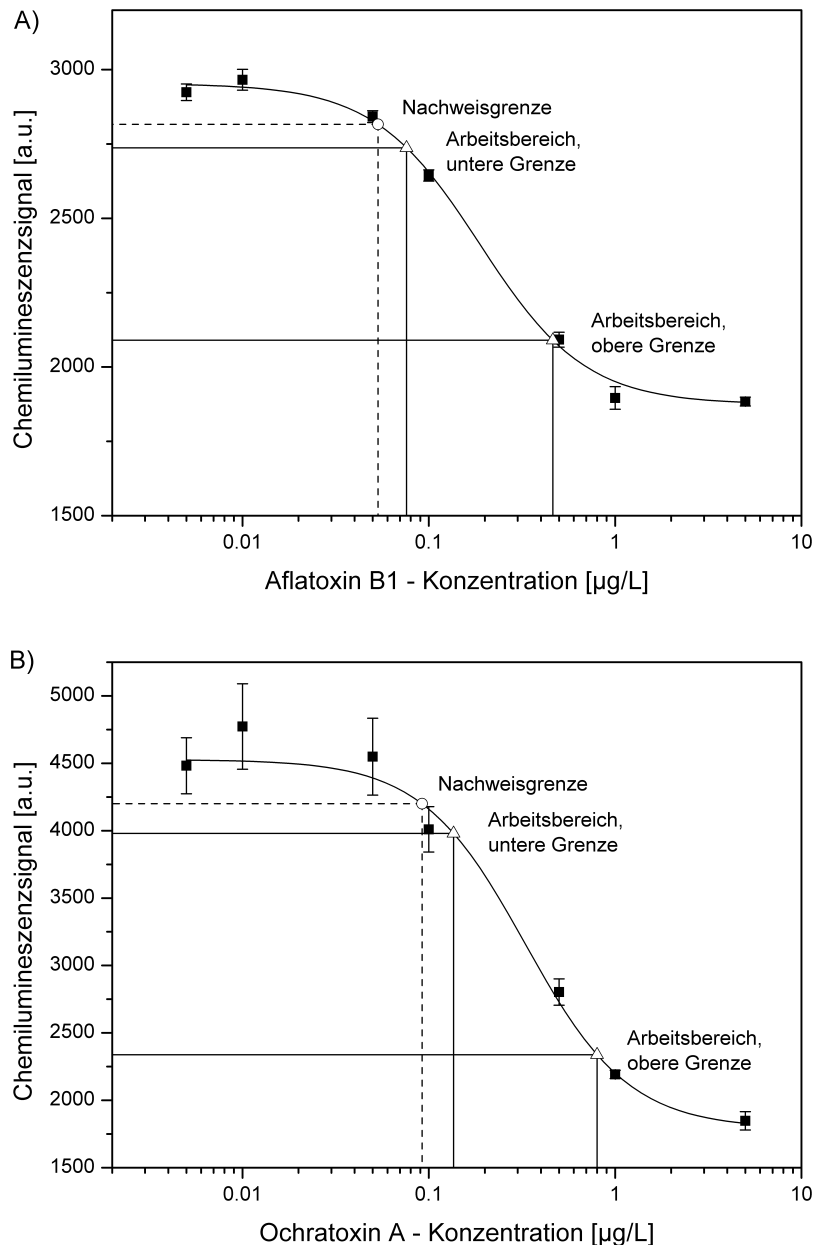 A)
Chemilumineszenzsignal [a.u.]
3000
2500
2000
1500
Nachweisgrenze
Arbeitsbereich,
untere Grenze
Arbeitsbereich,
obere Grenze
0.01
0.1
1
10
Aflatoxin B1 - Konzentration [µg/L]
B)
Chemilumineszenzsignal [a.u.]
5000
4500
4000
3500
3000
2500
2000
1500
Nachweisgrenze
Arbeitsbereich,
untere Grenze
Arbeitsbereich,
obere Grenze
0.01
0.1
1
10
Ochratoxin A - Konzentration [µg/L]